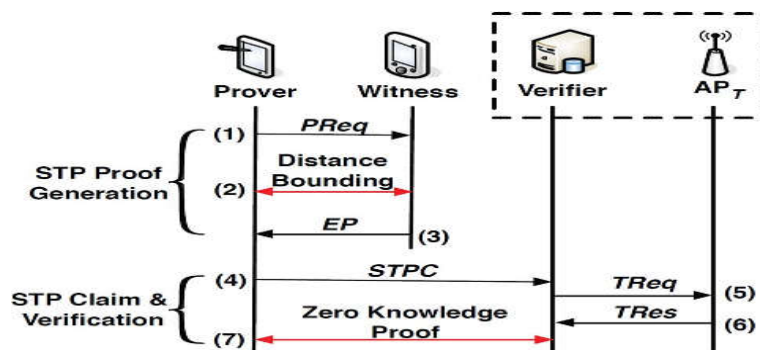 Prover Witness Verifier AP T
(1) PReq
STP Proof
Generation
(2) Distance
Bounding
EP (3)
(4) STPC
TReq (5)
STP Claim &
Verification
TRes (6)
(7) Zero Knowledge
Proof